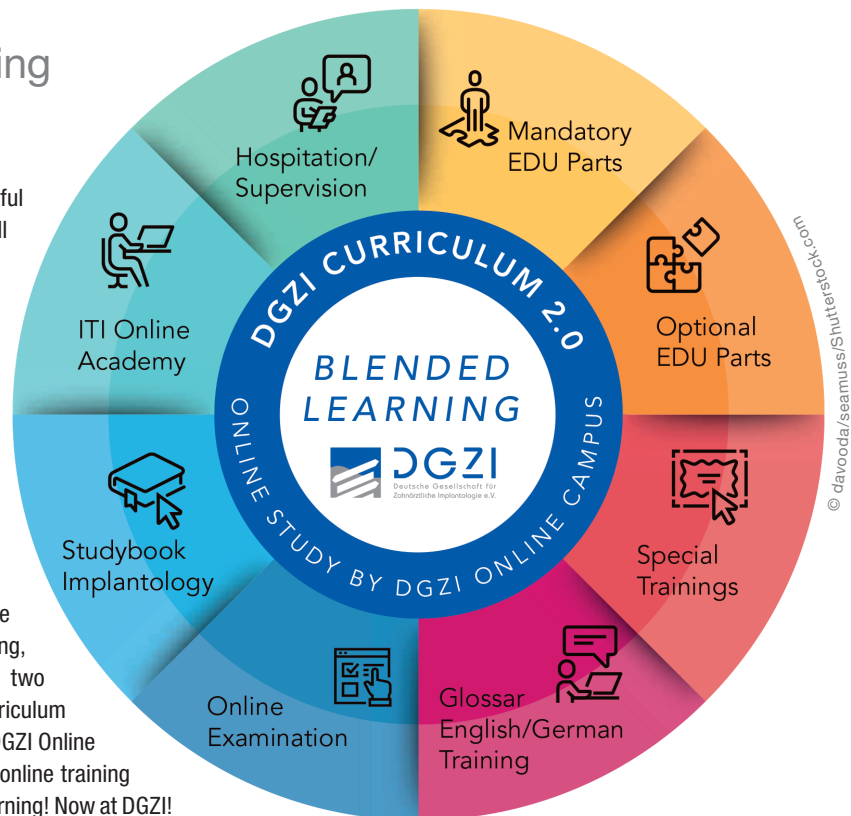 ing
ful
ll
e
ing,
two
riculum
GZI Online
online training
rning! Now at DGZI!
Hospitation/
Supervision
Mandatory
EDU Parts
Optional
EDU Parts
Special
Trainings
Glossar
English/German
Training
Online
Examination
Studybook
Implantology
ITI Online
Academy
DGZI CURRICULUM 2.0
BLENDED
LEARNING
DGZI
Deutsche Gesellschaft für
Zahnärztliche Implantologie e.V.
ONLINE STUDY BY DGZI ONLINE CAMPUS
© davooda/seamuss/Shutterstock.com